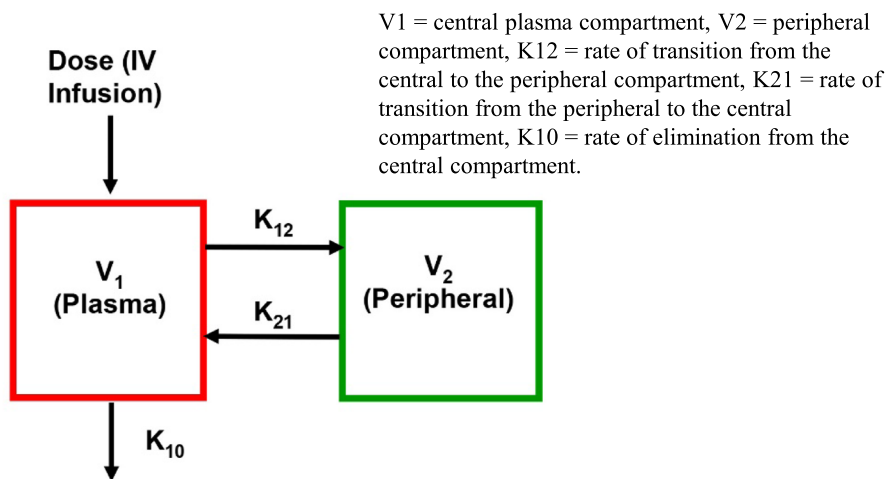 V1 = central plasma compartment, V2 = peripheral
compartment, K12 = rate of transition from the
central to the peripheral compartment, K21 = rate of
transition from the peripheral to the central
compartment, K10 = rate of elimination from the
central compartment.
Dose (IV
Infusion)
K12
V1
(Plasma)
V2
(Peripheral)
K21
K10